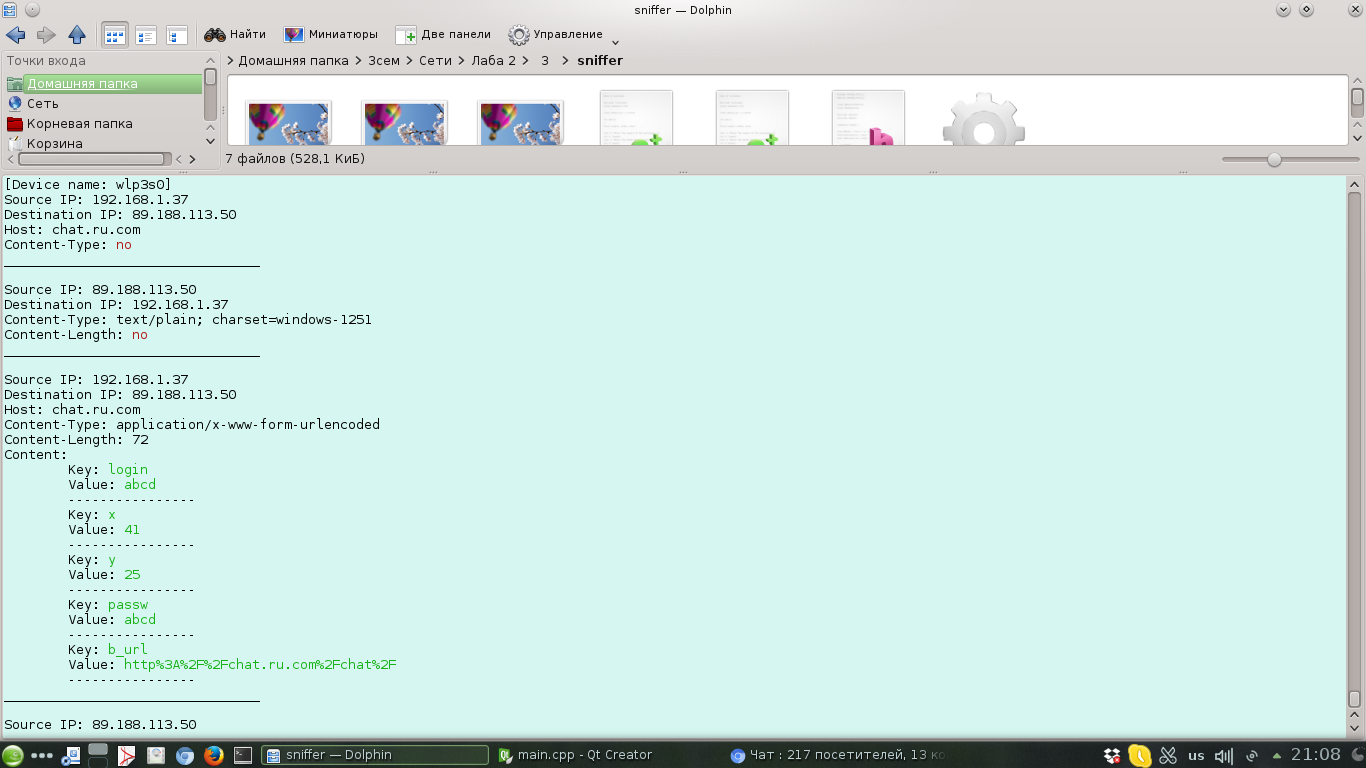 sniffer — Dolphin
Найти Миниатюры Две панели Управление
Точки входа
Домашняя папка
Сеть
Корневая папка
Корзина
Домашняя папка 3сем Сети Лаба 2 3 sniffer
7 файлов (528,1 КиБ)
[Device name: wlp3s0]
Source IP: 192.168.1.37
Destination IP: 89.188.113.50
Host: chat.ru.com
Content-Type: no
Source IP: 89.188.113.50
Destination IP: 192.168.1.37
Content-Type: text/plain; charset=windows-1251
Content-Length: no
Source IP: 192.168.1.37
Destination IP: 89.188.113.50
Host: chat.ru.com
Content-Type: application/x-www-form-urlencoded
Content-Length: 72
Content:
Key: login
Value: abcd
----------------
Key: x
Value: 41
----------------
Key: y
Value: 25
----------------
Key: passw
Value: abcd
----------------
Key: b_url
Value: http%3A%2F%2Fchat.ru.com%2Fchat%2F
----------------
Source IP: 89.188.113.50
sniffer — Dolphin main.cpp - Qt Creator Чат : 217 посетителей, 13 ко us 21:08